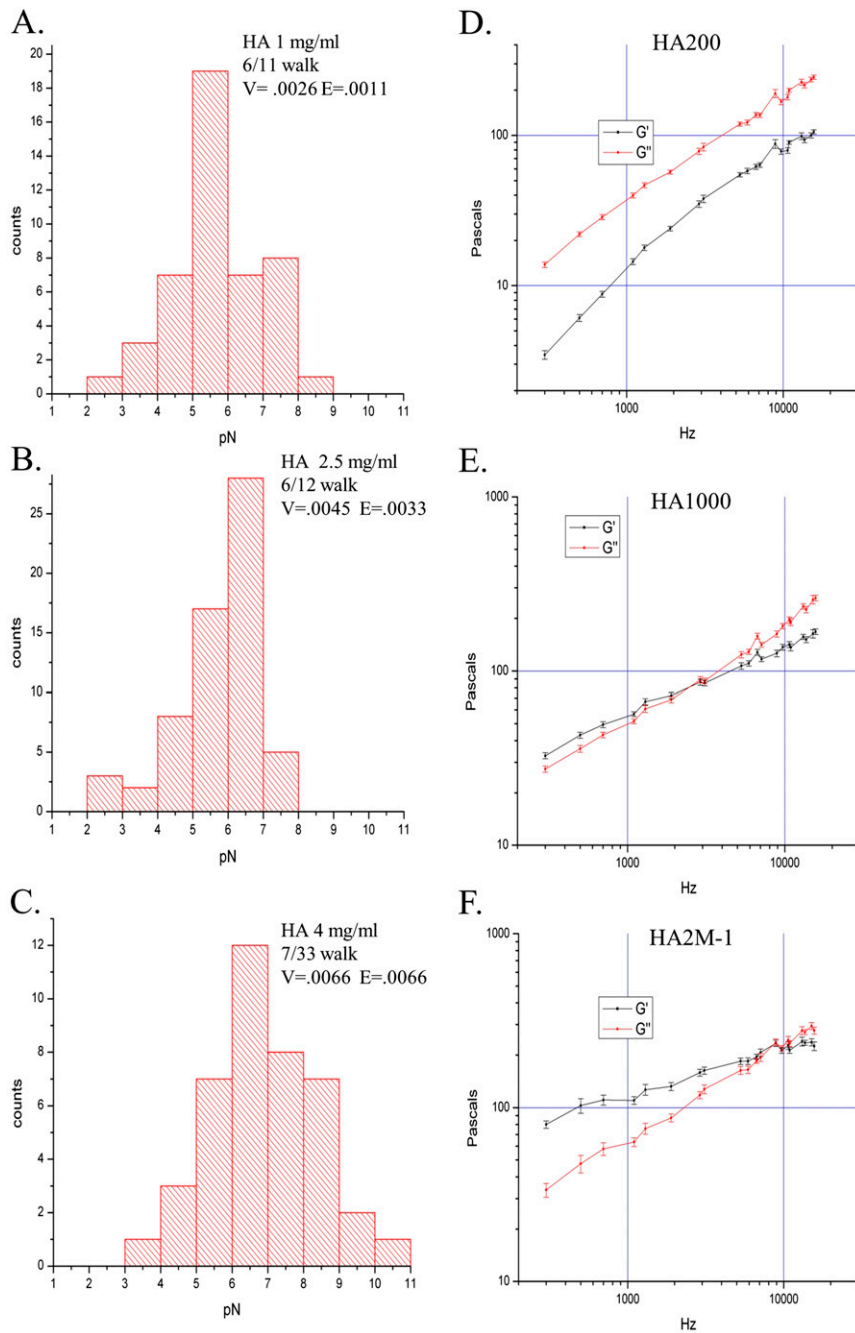 A.
HA 1 mg/ml
6/11 walk
V= .0026 E=.0011
counts
20
18
16
14
12
10
8
6
4
2
0
1 2 3 4 5 6 7 8 9 10 11
pN
B.
HA 2.5 mg/ml
6/12 walk
V=.0045 E=.0033
counts
25
20
15
10
5
0
1 2 3 4 5 6 7 8 9 10 11
pN
C.
HA 4 mg/ml
7/33 walk
V=.0066 E=.0066
counts
12
10
8
6
4
2
0
1 2 3 4 5 6 7 8 9 10 11
pN
D.
HA200
G'
G"
Pascals
100
10
1000 10000
Hz
E.
HA1000
G'
G"
Pascals
1000
100
10
1000 10000
Hz
F.
HA2M-1
G'
G"
Pascals
1000
100
10
1000 10000
Hz